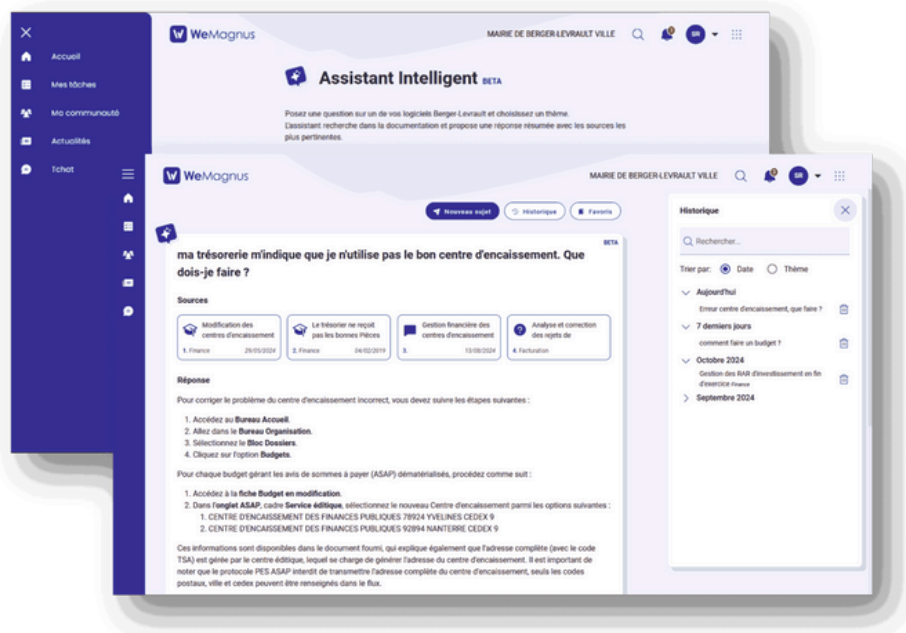 WeMagnus
MAIRIE DE BERGER-LEVRAULT VILLE
SR
Accueil
Mes tâches
Ma communauté
Actualités
Tchat
Assistant Intelligent BETA
Posez une question sur un de vos logiciels Berger-Levrault et choisissez un thème.
L'assistant recherche dans la documentation et propose une réponse résumée avec les sources les
plus pertinentes.
WeMagnus
MAIRIE DE BERGER-LEVRAULT VILLE
SR
Nouveau sujet
Historique
Favoris
BETA
ma trésorerie m'indique que je n'utilise pas le bon centre d'encaissement. Que
dois-je faire ?
Sources
Modification des
centres d'encaissement
1. Finance 29/05/2024
Le trésorier ne reçoit
pas les bonnes Pièces
2. Finance 04/02/2019
Gestion financière des
centres d'encaissement
3. 13/08/2024
Analyse et correction
des rejets de
4. Facturation
Réponse
Pour corriger le problème du centre d'encaissement incorrect, vous devez suivre les étapes suivantes :
1. Accédez au Bureau Accueil.
2. Allez dans le Bureau Organisation.
3. Sélectionnez le Bloc Dossiers.
4. Cliquez sur l'option Budgets.
Pour chaque budget gérant les avis de sommes à payer (ASAP) dématérialisés, procédez comme suit :
1. Accédez à la fiche Budget en modification.
2. Dans l'onglet ASAP, cadre Service éditique, sélectionnez le nouveau Centre d'encaissement parmi les options suivantes :
1. CENTRE D'ENCAISSEMENT DES FINANCES PUBLIQUES 78924 YVELINES CEDEX 9
2. CENTRE D'ENCAISSEMENT DES FINANCES PUBLIQUES 92894 NANTERRE CEDEX 9
Ces informations sont disponibles dans le document fourni, qui explique également que l'adresse complète (avec le code
TSA) est gérée par le centre éditique, lequel se charge de générer l'adresse du centre d'encaissement. Il est important de
noter que le protocole PES ASAP interdit de transmettre l'adresse complète du centre d'encaissement, seuls les codes
postaux, ville et cedex peuvent être renseignés dans le flux.
Historique
Rechercher...
Trier par: Date Thème
Aujourd'hui
Erreur centre d'encaissement, que faire ?
7 derniers jours
comment faire un budget ?
Octobre 2024
Gestion des RAR d'investissement en fin
d'exercice Finance
Septembre 2024